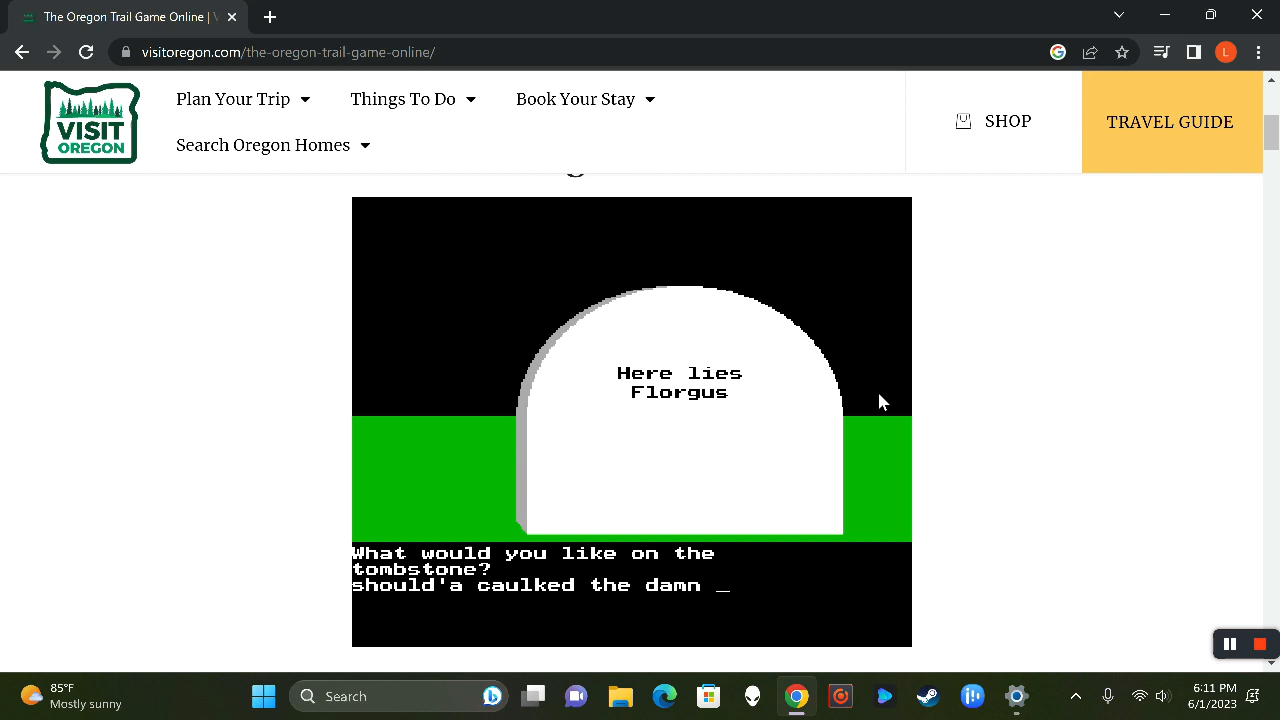 The Oregon Trail Game Online |
visitoregon.com/the-oregon-trail-game-online/
L
VISIT
OREGON
Plan Your Trip
Things To Do
Book Your Stay
Search Oregon Homes
SHOP
TRAVEL GUIDE
Here lies
Florgus
What would you like on the
tombstone?
should'a caulked the damn _
85°F
Mostly sunny
Search
6:11 PM
6/1/2023